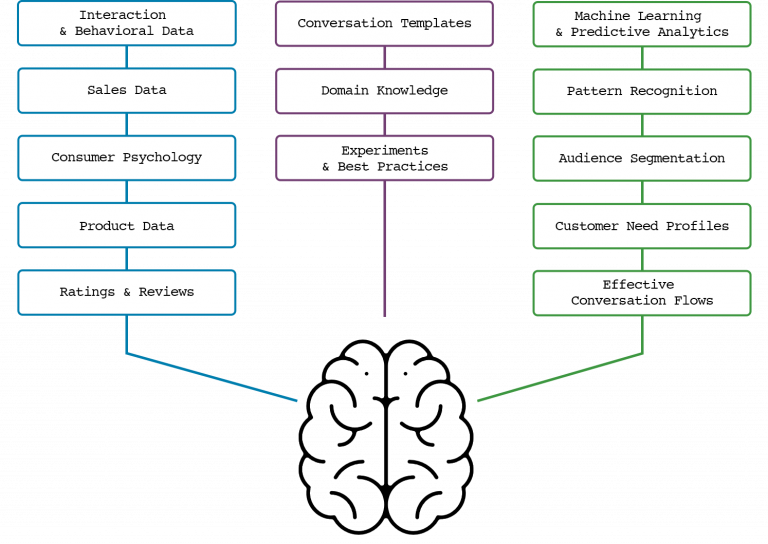 Interaction
& Behavioral Data
Sales Data
Consumer Psychology
Product Data
Ratings & Reviews
Conversation Templates
Domain Knowledge
Experiments
& Best Practices
Machine Learning
& Predictive Analytics
Pattern Recognition
Audience Segmentation
Customer Need Profiles
Effective
Conversation Flows